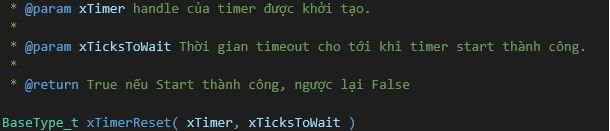 * @param xTimer handle của timer được khởi tạo.
*
* @param xTicksToWait Thời gian timeout cho tới khi timer start thành công.
*
* @return True nếu Start thành công, ngược lại False
BaseType_t xTimerReset( xTimer, xTicksToWait )